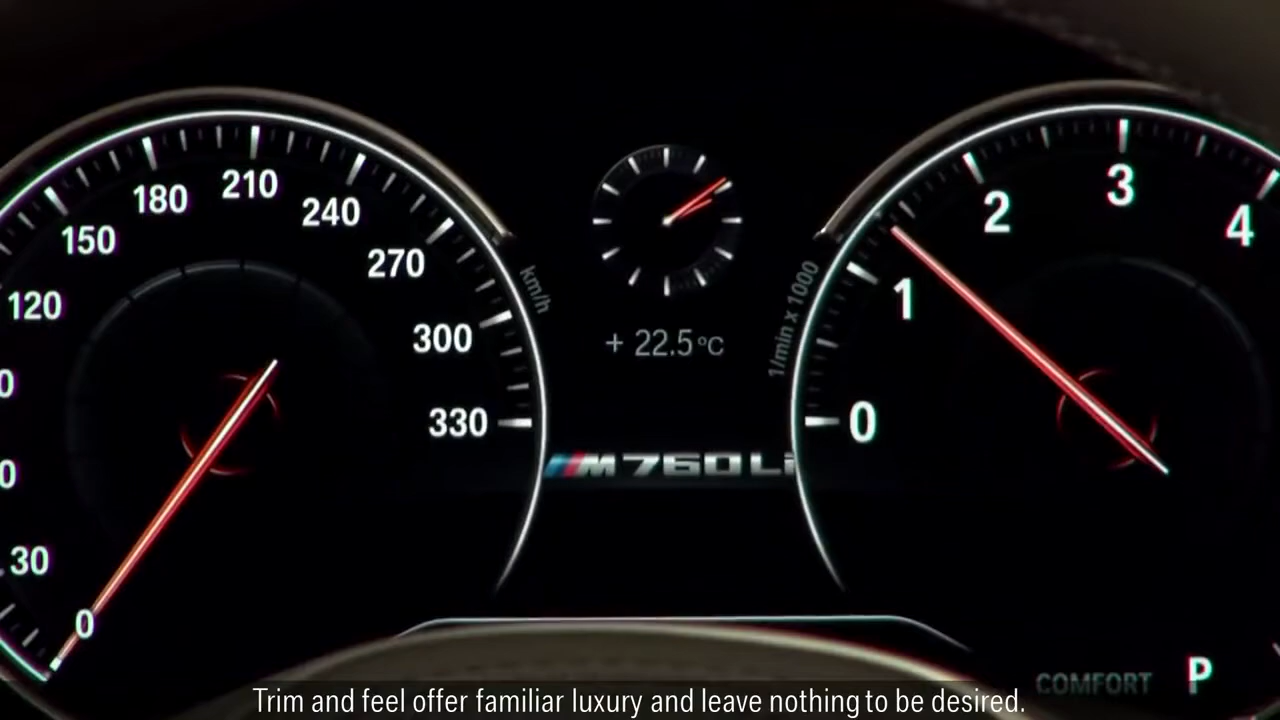 180
210
240
150
270
120
300
330
30
0
km/h
+ 22.5°C
M760Li
1/min x 1000
0
1
2
3
4
COMFORT
P
Trim and feel offer familiar luxury and leave nothing to be desired.